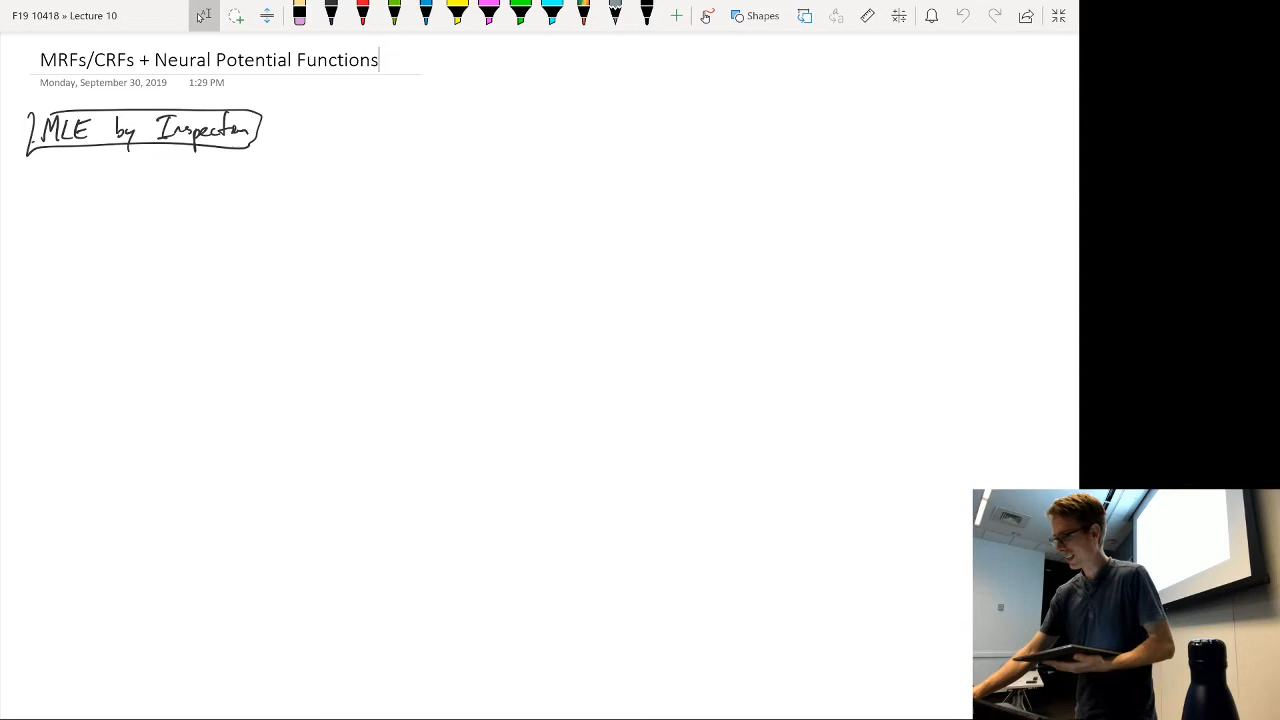 F19 10418 » Lecture 10
Shapes
MRFs/CRFs + Neural Potential Functions
Monday, September 30, 2019 1:29 PM
1. MLE by Inspection